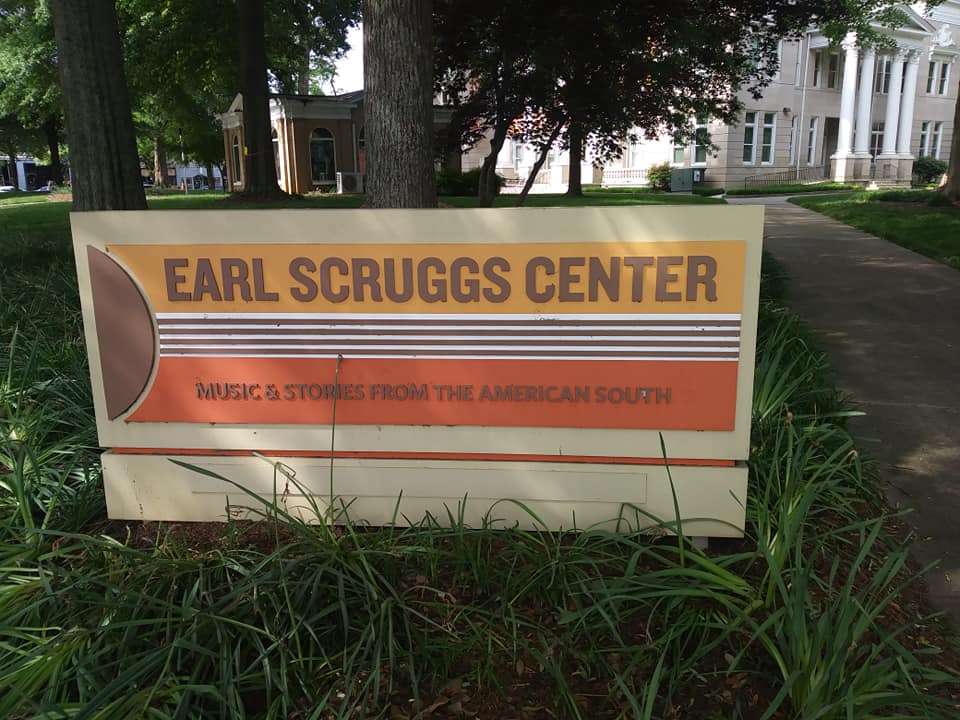 EARL SCRUGGS CENTER
MUSIC & STORIES FROM THE AMERICAN SOUTH